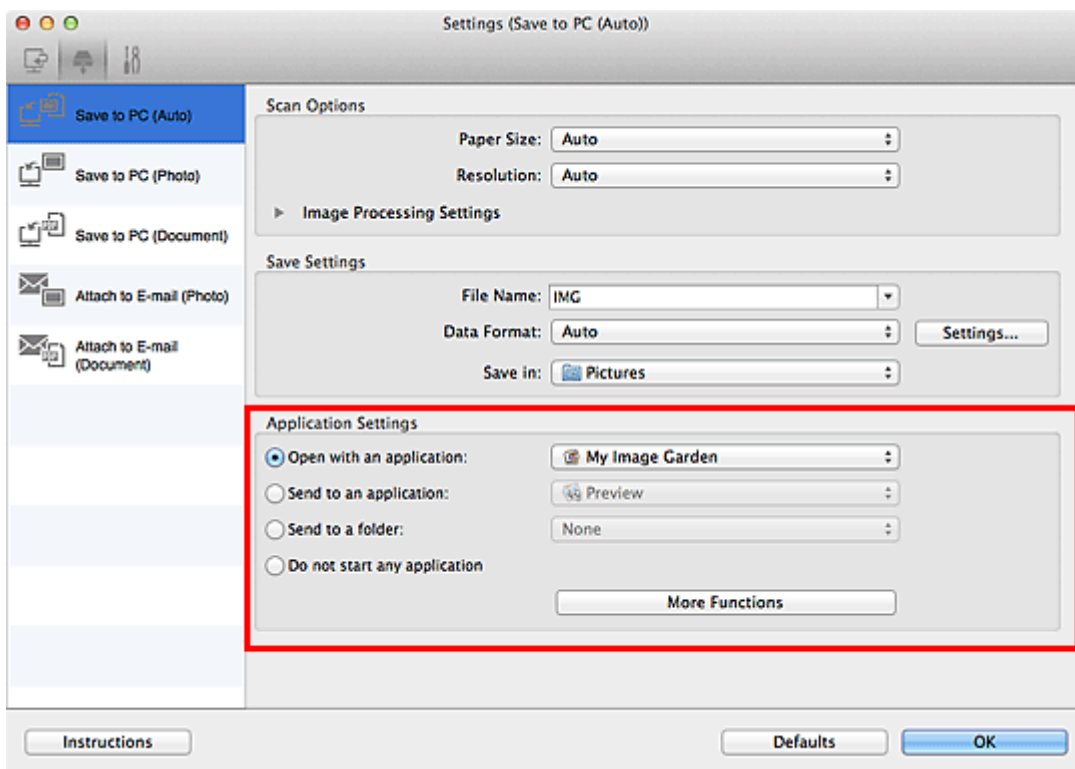 Settings (Save to PC (Auto))
Save to PC (Auto)
Save to PC (Photo)
Save to PC (Document)
Attach to E-mail (Photo)
Attach to E-mail
(Document)
Scan Options
Paper Size: Auto
Resolution: Auto
Image Processing Settings
Save Settings
File Name: IMG
Data Format: Auto Settings...
Save in: Pictures
Application Settings
Open with an application: My Image Garden
Send to an application: Preview
Send to a folder: None
Do not start any application
More Functions
Instructions Defaults OK